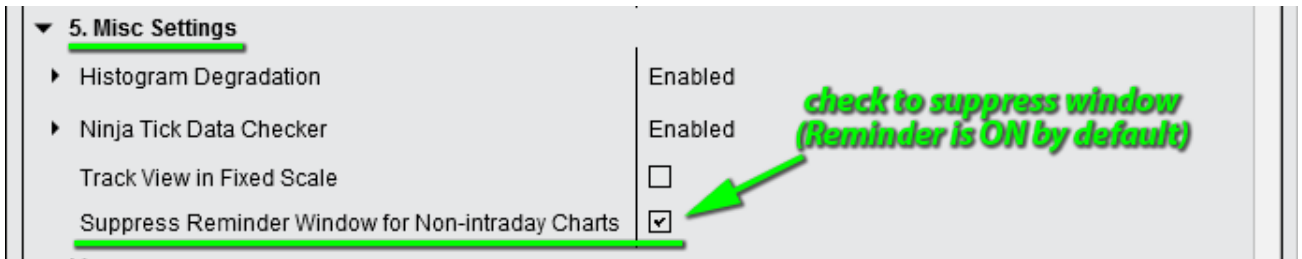 5. Misc Settings
Histogram Degradation Enabled
Ninja Tick Data Checker Enabled
check to suppress window
(Reminder is ON by default)
Track View in Fixed Scale
Suppress Reminder Window for Non-intraday Charts